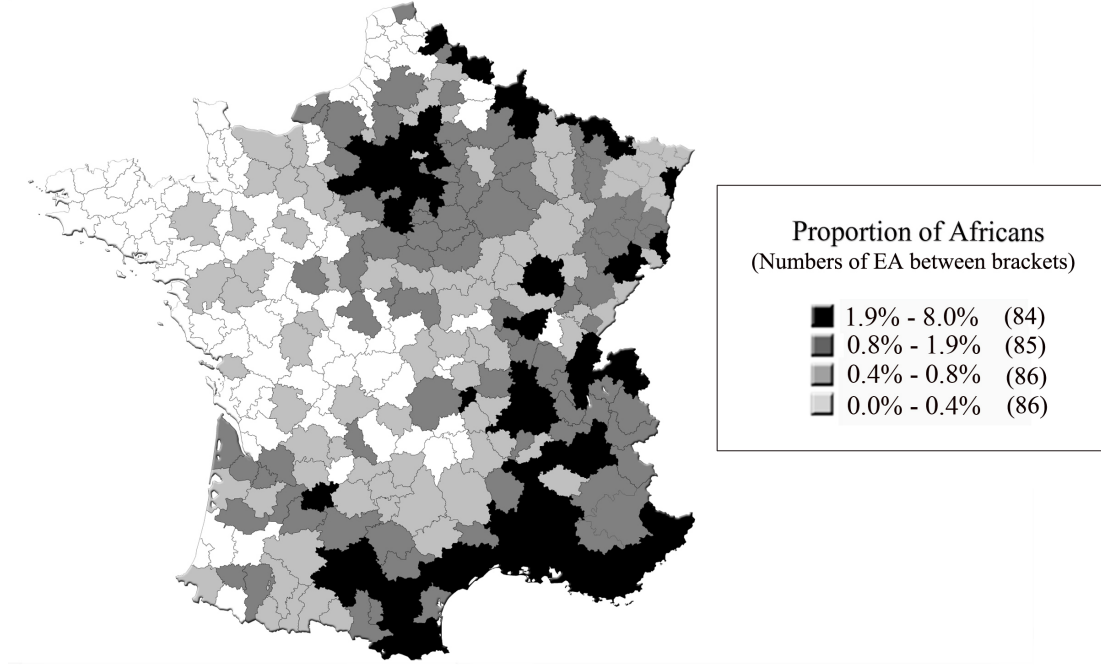 Proportion of Africans
(Numbers of EA between brackets)
1.9% - 8.0% (84)
0.8% - 1.9% (85)
0.4% - 0.8% (86)
0.0% - 0.4% (86)